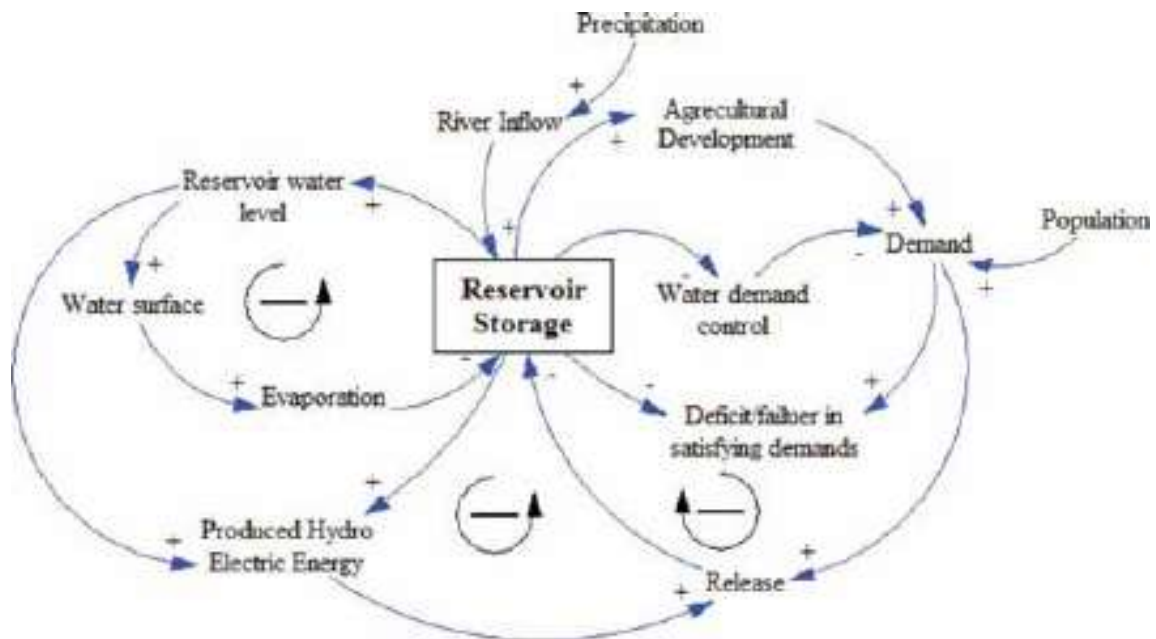 Precipitation
River Inflow
Agrecultural
Development
Reservoir water
level
Population
Demand
Reservoir
Storage
Water surface
Water demand
control
Evaporation
Deficit/failuer in
satisfying demands
Produced Hydro
Electric Energy
Release